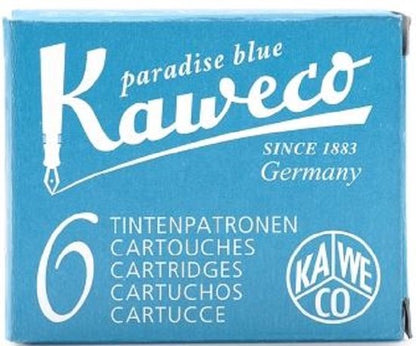 paradise blue
Kaweco
SINCE 1883
Germany
6
TINTENPATRONEN
CARTOUCHES
CARTRIDGES
CARTUCHOS
CARTUCCE
KA WE
CO